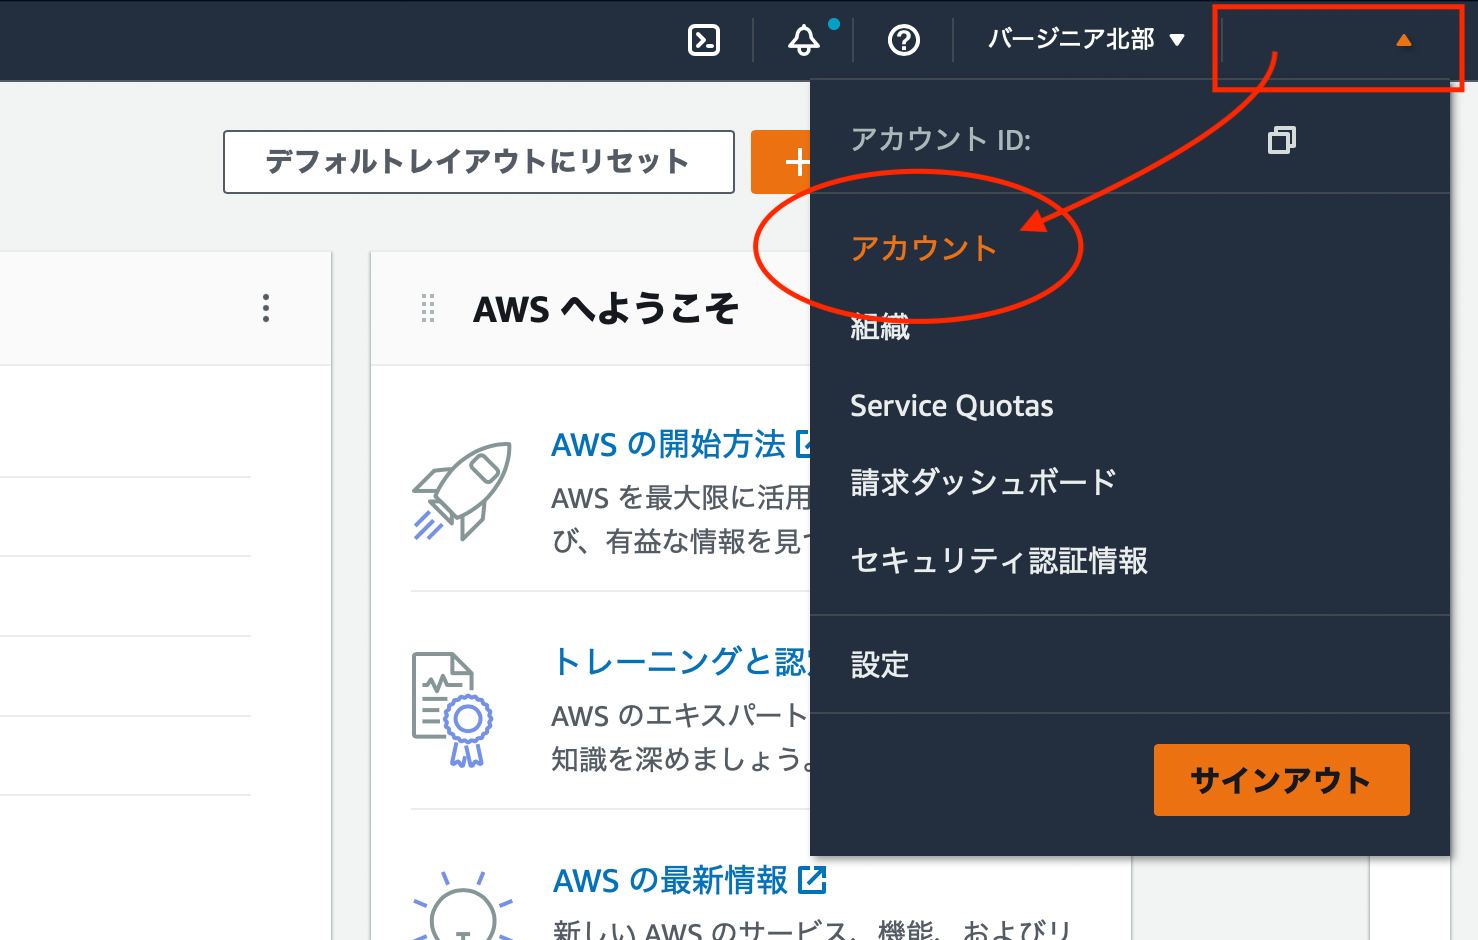 バージニア北部
アカウント ID:
デフォルトレイアウトにリセット
アカウント
組織
Service Quotas
請求ダッシュボード
セキュリティ認証情報
設定
サインアウト
AWS へようこそ
AWS の開始方法
AWS を最大限に活用
び、有益な情報を見つ
トレーニングと認定
AWS のエキスパート
知識を深めましょう。
AWS の最新情報
新しい AWS のサービス、機能、およびリ